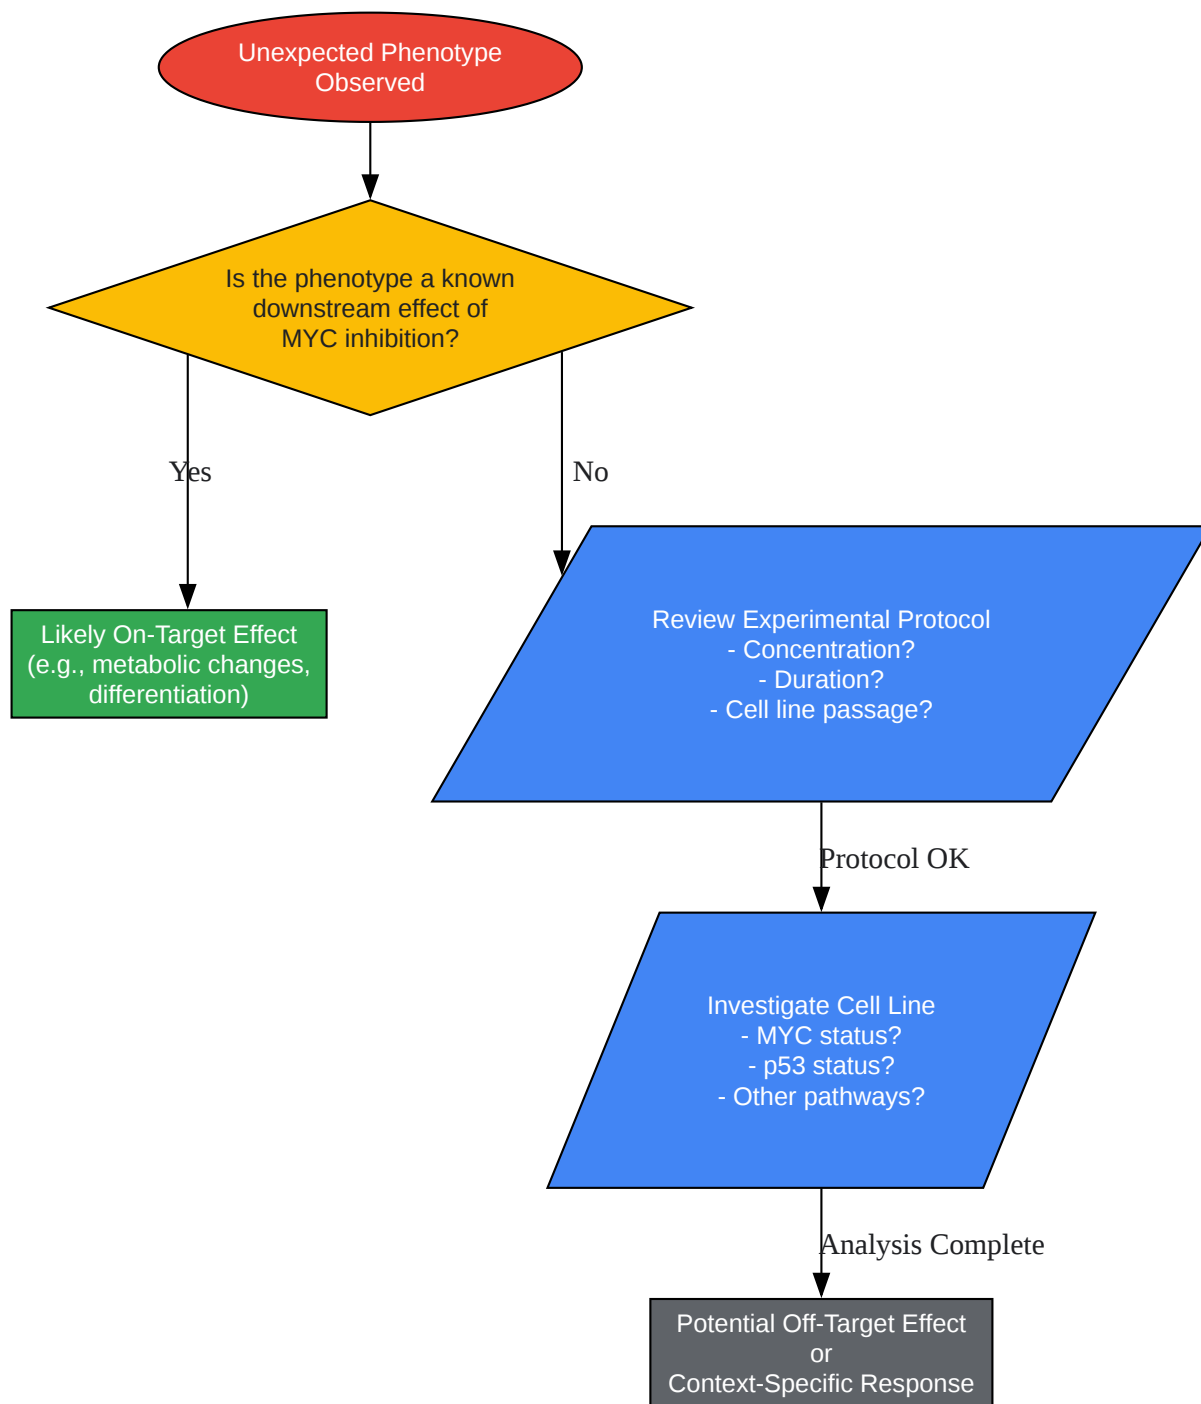 Unexpected Phenotype
Observed
Is the phenotype a known
downstream effect of
MYC inhibition?
Yes
No
Likely On-Target Effect
(e.g., metabolic changes,
differentiation)
Review Experimental Protocol
- Concentration?
- Duration?
- Cell line passage?
Protocol OK
Investigate Cell Line
- MYC status?
- p53 status?
- Other pathways?
Analysis Complete
Potential Off-Target Effect
or
Context-Specific Response